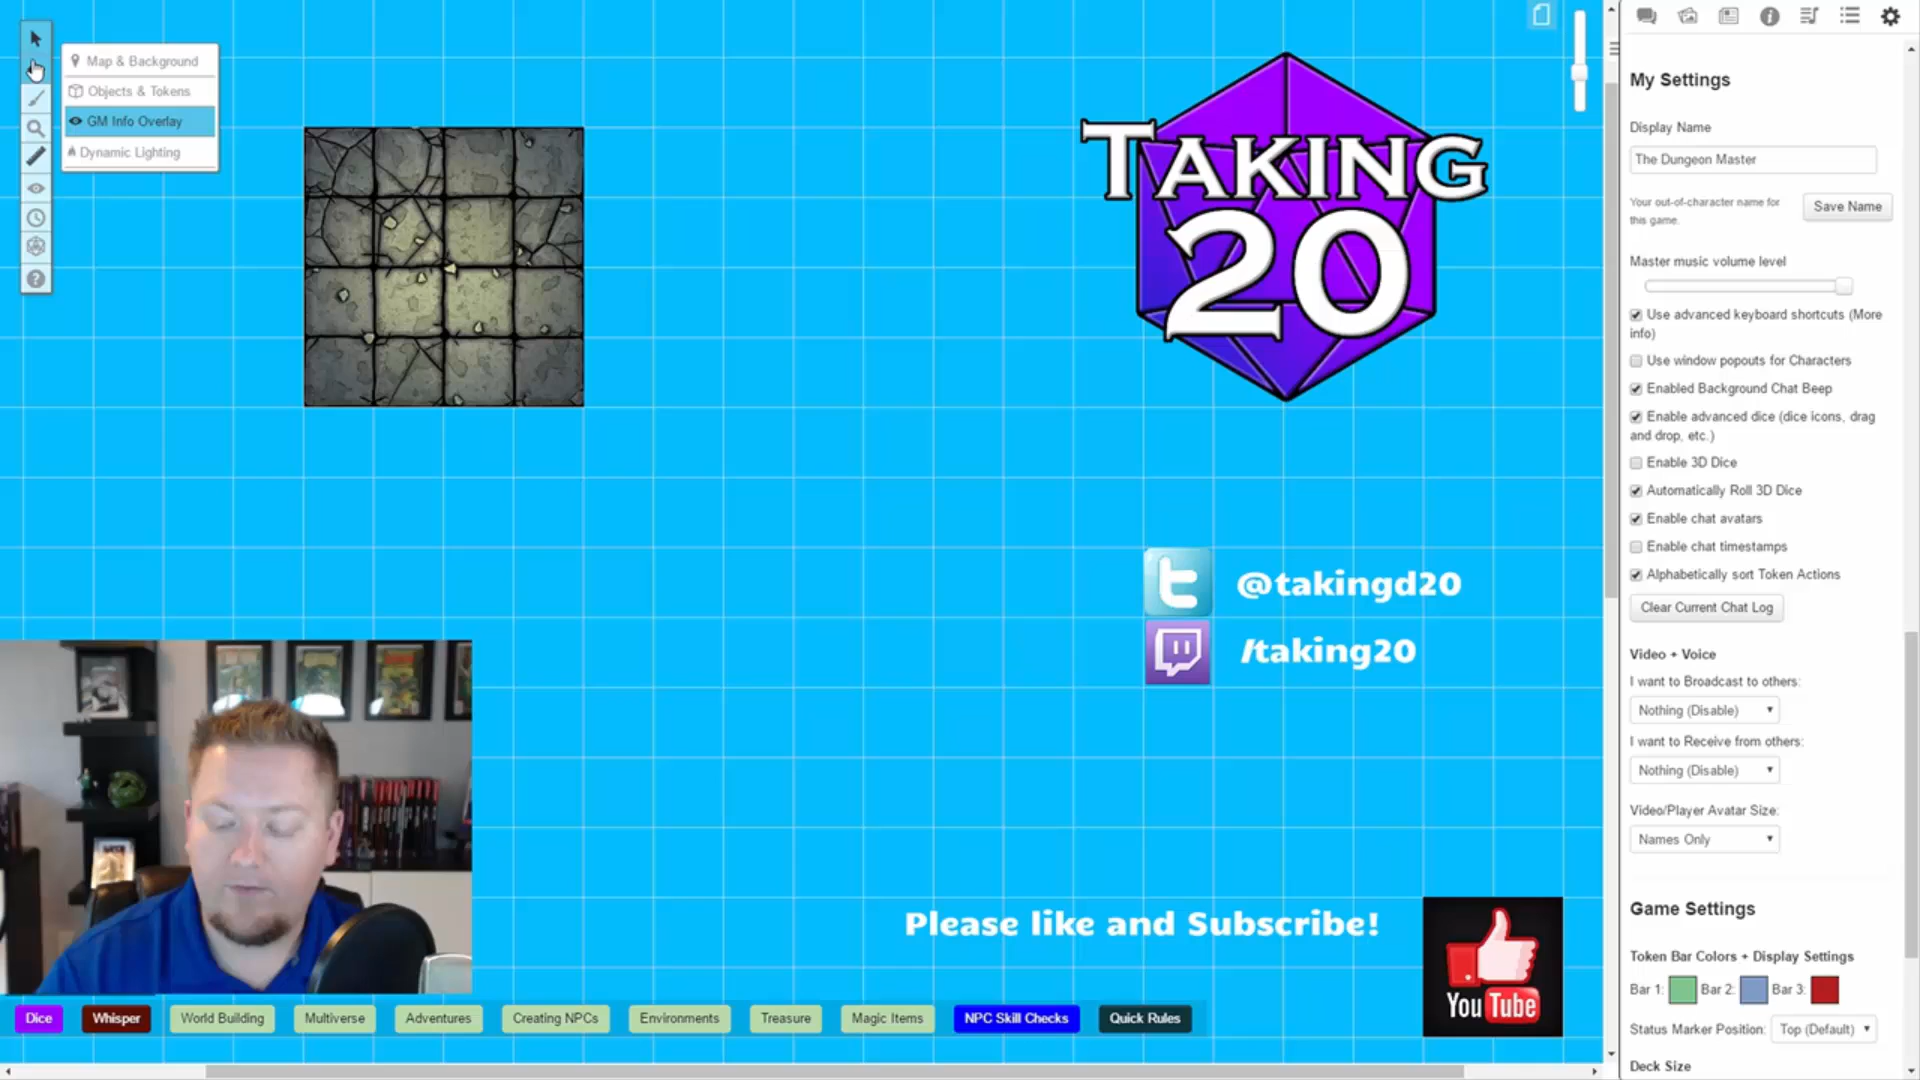 Map & Background
Objects & Tokens
GM Info Overlay
Dynamic Lighting
TAKING
20
@takingd20
/taking20
Please like and Subscribe!
You Tube
Dice
Whisper
World Building
Multiverse
Adventures
Creating NPCs
Environments
Treasure
Magic Items
NPC Skill Checks
Quick Rules
My Settings
Display Name
The Dungeon Master
Your out-of-character name for
this game.
Save Name
Master music volume level
Use advanced keyboard shortcuts (More
info)
Use window popouts for Characters
Enabled Background Chat Beep
Enable advanced dice (dice icons, drag
and drop, etc.)
Enable 3D Dice
Automatically Roll 3D Dice
Enable chat avatars
Enable chat timestamps
Alphabetically sort Token Actions
Clear Current Chat Log
Video + Voice
I want to Broadcast to others:
Nothing (Disable)
I want to Receive from others:
Nothing (Disable)
Video/Player Avatar Size:
Names Only
Game Settings
Token Bar Colors + Display Settings
Bar 1: Bar 2: Bar 3:
Status Marker Position: Top (Default)
Deck Size